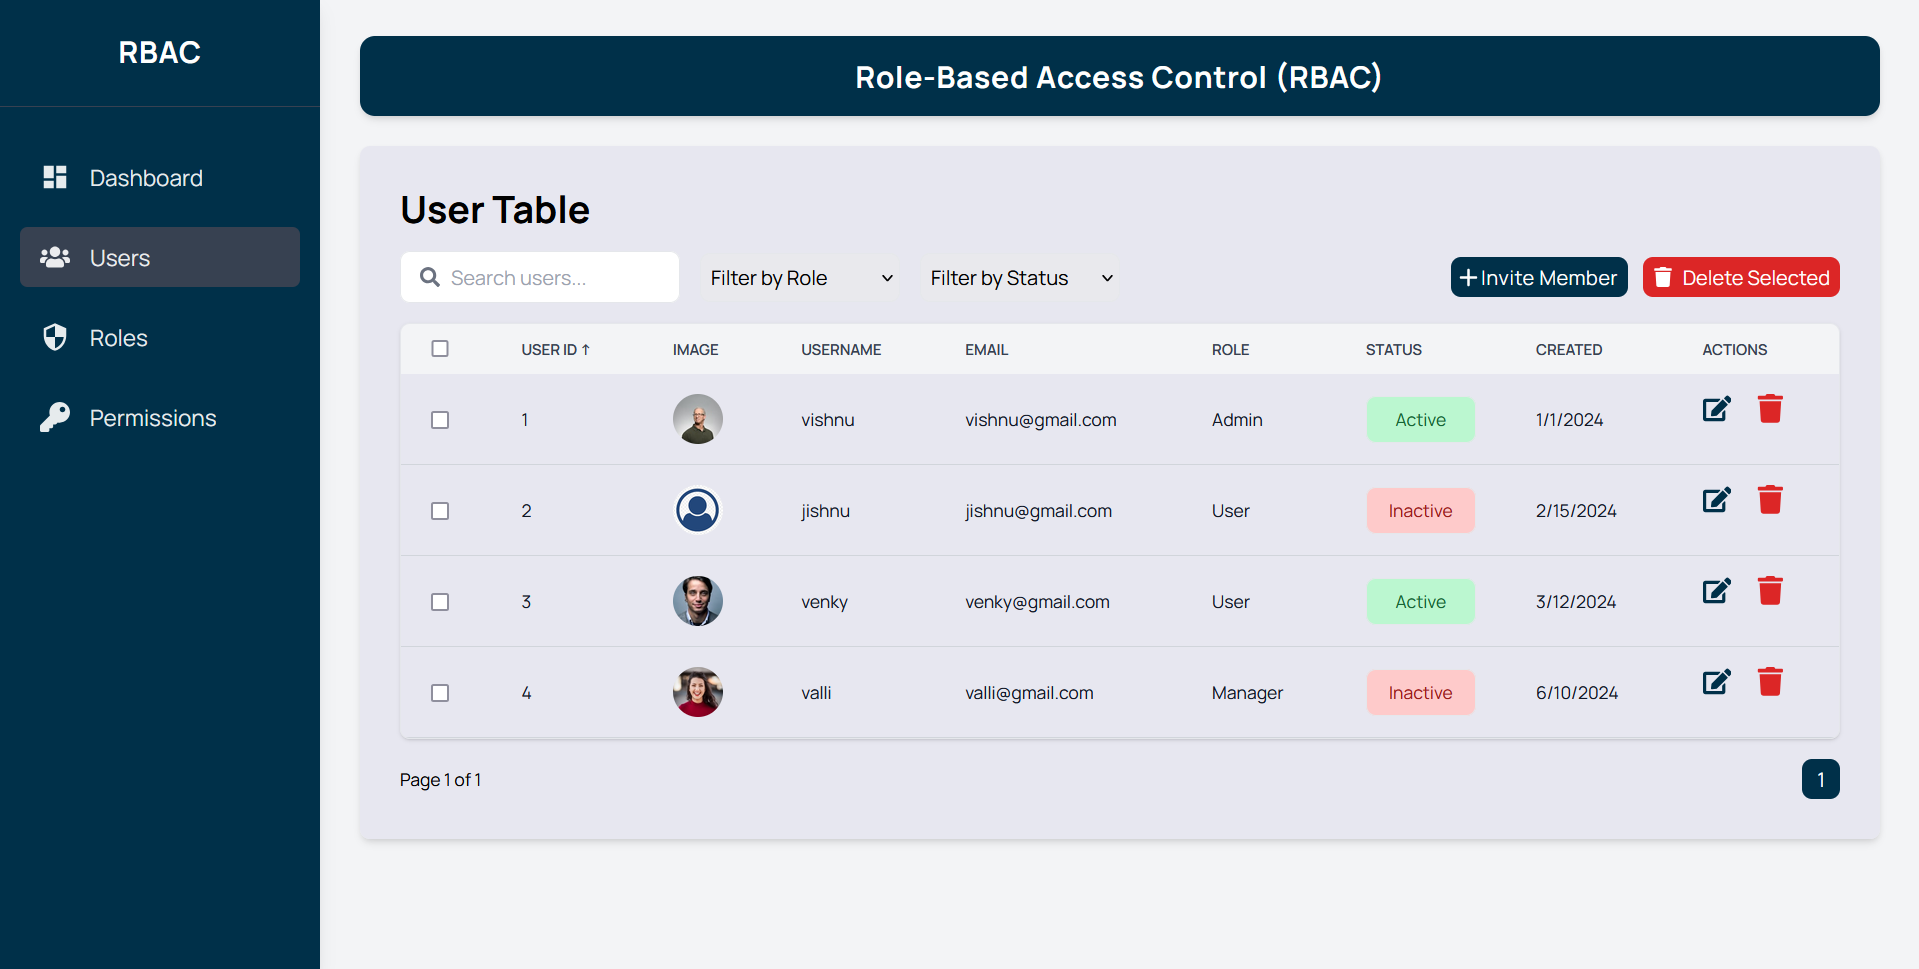 RBAC
Dashboard
Users
Roles
Permissions
Role-Based Access Control (RBAC)
User Table
Search users...
Filter by Role
Filter by Status
Invite Member
Delete Selected
USER ID ↑ IMAGE USERNAME EMAIL ROLE STATUS CREATED ACTIONS
1 vishnu vishnu@gmail.com Admin Active 1/1/2024
2 jishnu jishnu@gmail.com User Inactive 2/15/2024
3 venky venky@gmail.com User Active 3/12/2024
4 valli valli@gmail.com Manager Inactive 6/10/2024
Page 1 of 1
1